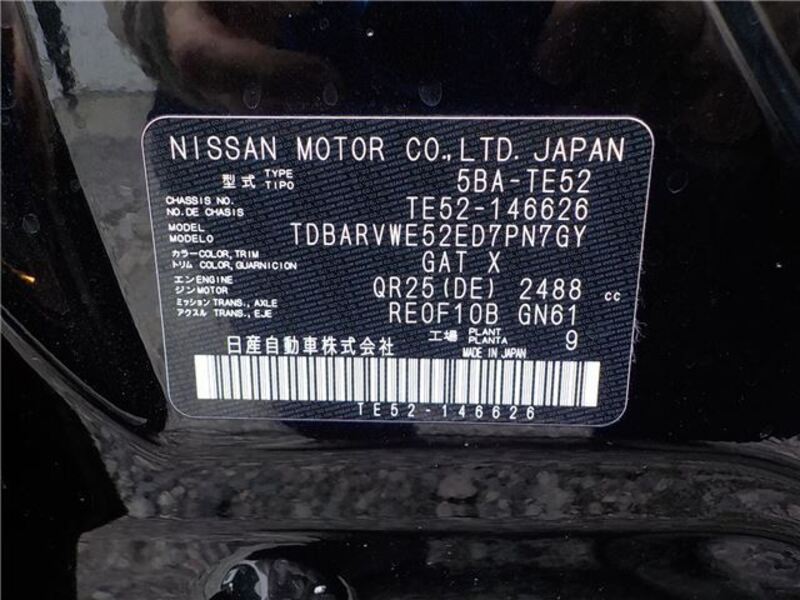 NISSAN MOTOR CO.,LTD. JAPAN
型式 TYPE TIPO 5BA-TE52
CHASSIS NO. NO. DE CHASIS TE52-146626
MODEL MODELO TDBARVWE52ED7PN7GY
カラー COLOR, TRIM トリム COLOR, GUARNICION GAT X
エンジン ENGINE MOTOR QR25(DE) 2488 cc
ミッション TRANS., AXLE アクスル TRANS., EJE RE0F10B GN61
日産自動車株式会社 工場 PLANT PLANTA 9
MADE IN JAPAN
TE52-146626